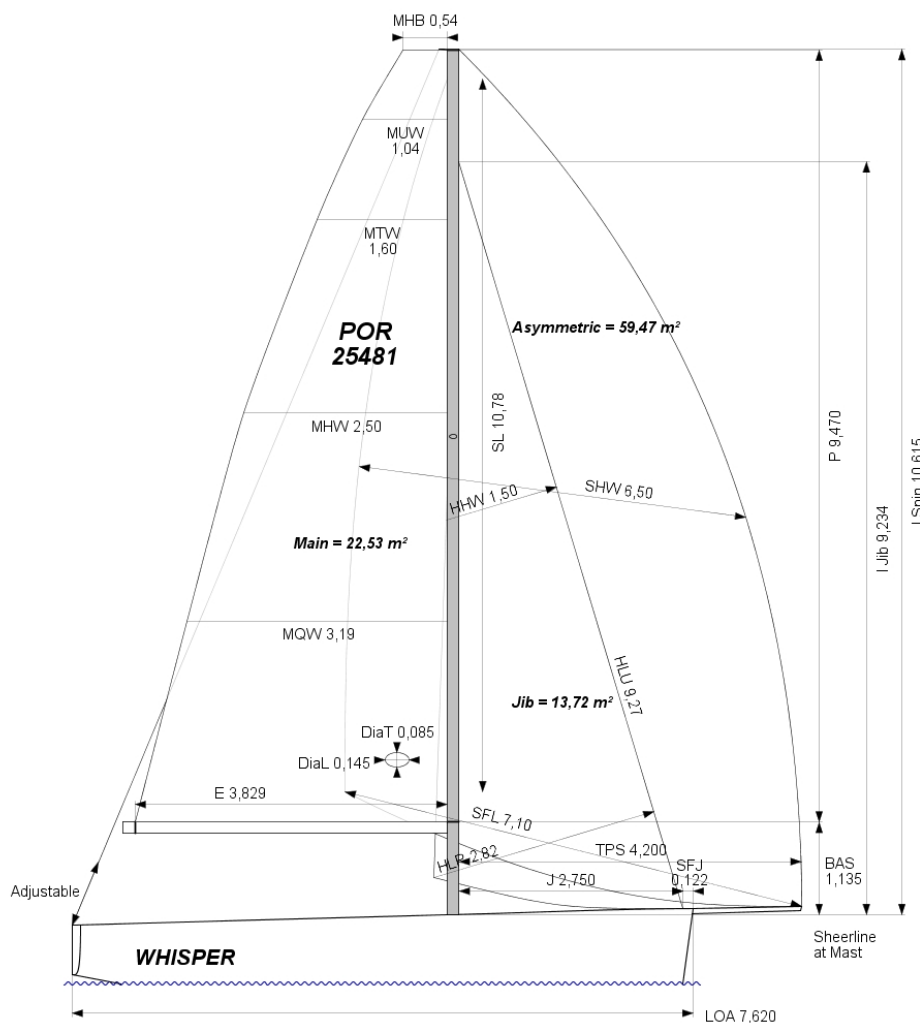 MHB 0,54
MUW
1,04
MTW
1,60
POR
25481
Asymmetric = 59,47 m²
SL 10,78
P 9,470
I Jib 9,234
I Spin 10,615
MHW 2,50
0
HHW 1,50
SHW 6,50
Main = 22,53 m²
MQW 3,19
HLU 9,27
Jib = 13,72 m²
DiaT 0,085
DiaL 0,145
E 3,829
SFL 7,10
HLP 2,82
TPS 4,200
SFJ
0,122
J 2,750
BAS
1,135
Adjustable
Sheerline
at Mast
WHISPER
LOA 7,620